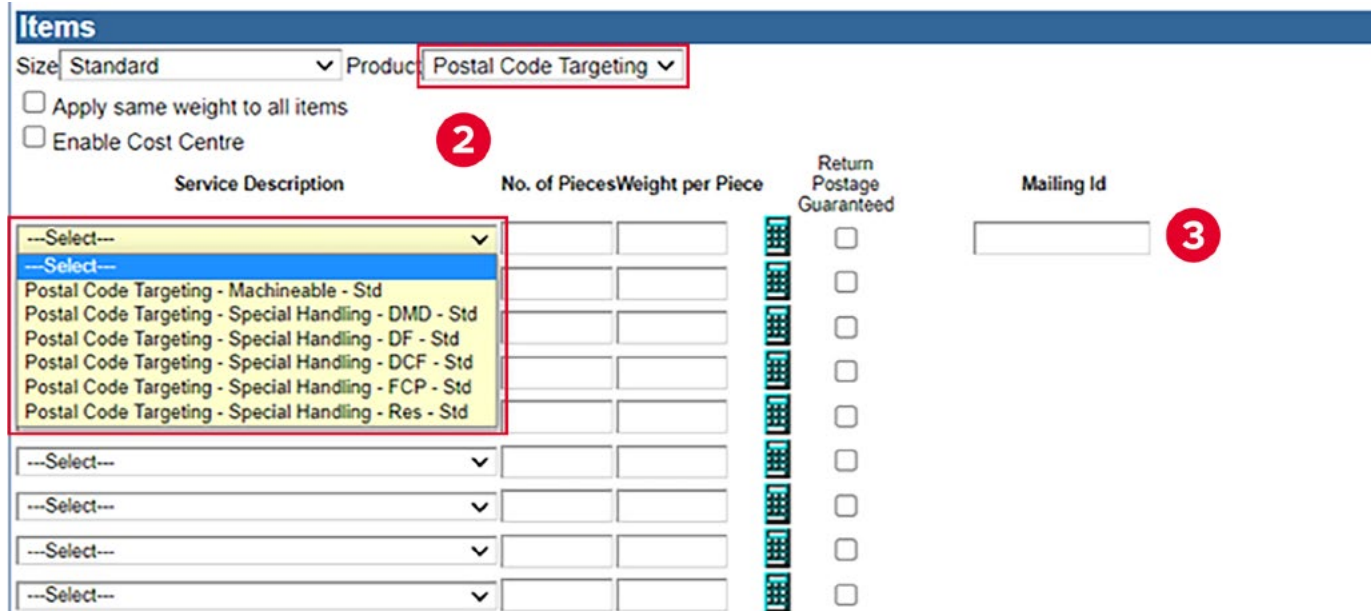 Items
Size Standard Product Postal Code Targeting
Apply same weight to all items
Enable Cost Centre
2
Service Description No. of Pieces Weight per Piece Return Postage Guaranteed Mailing Id
---Select---
3
---Select---
Postal Code Targeting - Machineable - Std
Postal Code Targeting - Special Handling - DMD - Std
Postal Code Targeting - Special Handling - DF - Std
Postal Code Targeting - Special Handling - DCF - Std
Postal Code Targeting - Special Handling - FCP - Std
Postal Code Targeting - Special Handling - Res - Std
---Select---
---Select---
---Select---
---Select---